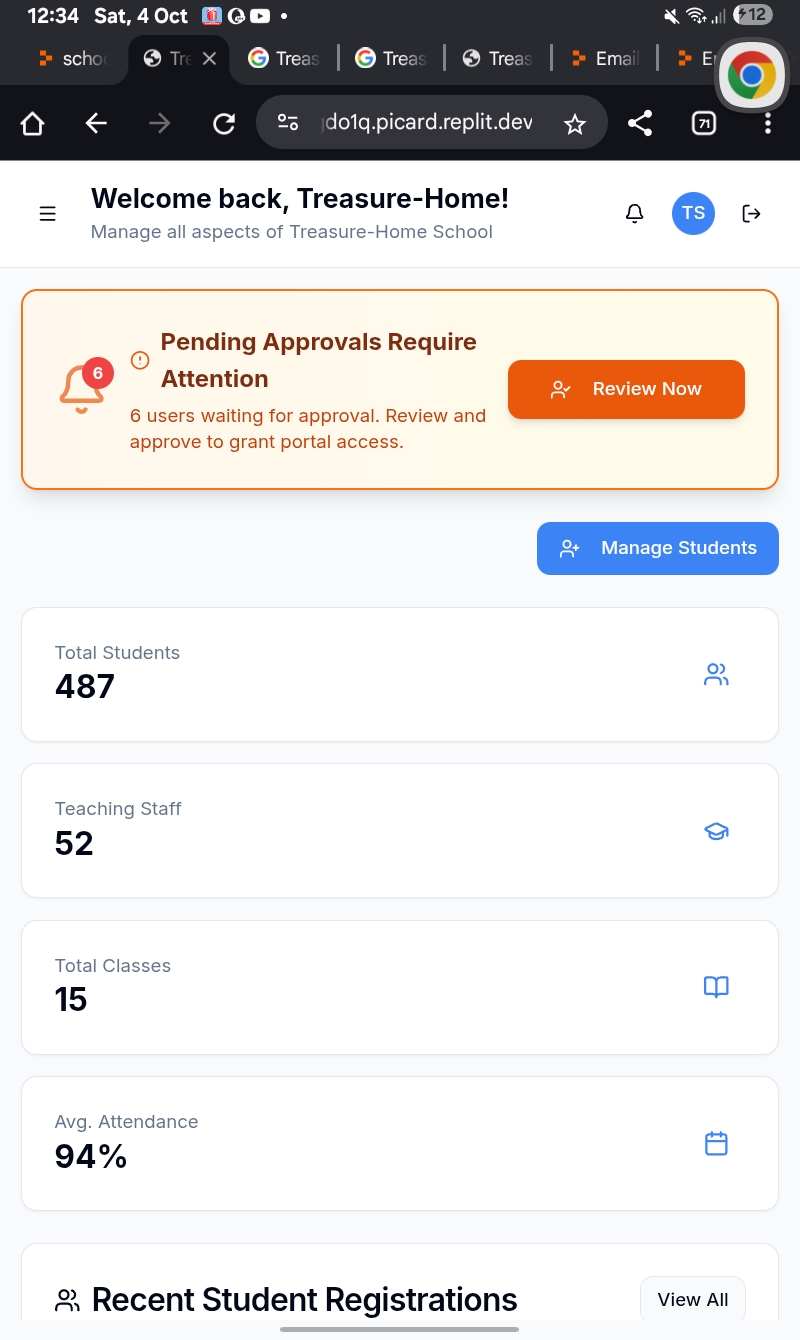 12:34 Sat, 4 Oct
12
scho
Tre
Treas
Treas
Treas
Email
do1q.picard.replit.dev
71
Welcome back, Treasure-Home!
Manage all aspects of Treasure-Home School
TS
6
Pending Approvals Require
Attention
6 users waiting for approval. Review and
approve to grant portal access.
Review Now
Manage Students
Total Students
487
Teaching Staff
52
Total Classes
15
Avg. Attendance
94%
Recent Student Registrations
View All